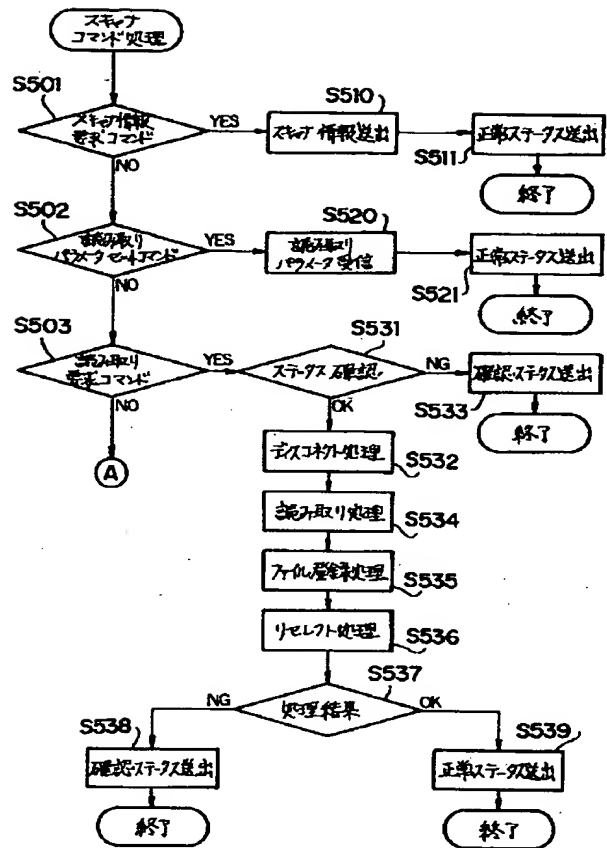 スキャナ
コマンド処理
S501
スキャナ情報
要求コマンド
YES
NO
S510
スキャナ情報送出
正常ステータス送出
S511
終了
S502
読み取り
パラメータセットコマンド
YES
NO
S520
読み取り
パラメータ受信
正常ステータス送出
S521
終了
S503
読み取り
要求コマンド
YES
NO
A
S531
ステータス確認
NG
OK
確認・ステータス送出
S533
終了
ディスコネクト処理
S532
読み取り処理
S534
ファイル登録処理
S535
リセレクト処理
S536
S537
処理結果
NG
OK
S538
確認・ステータス送出
終了
S539
正常ステータス送出
終了